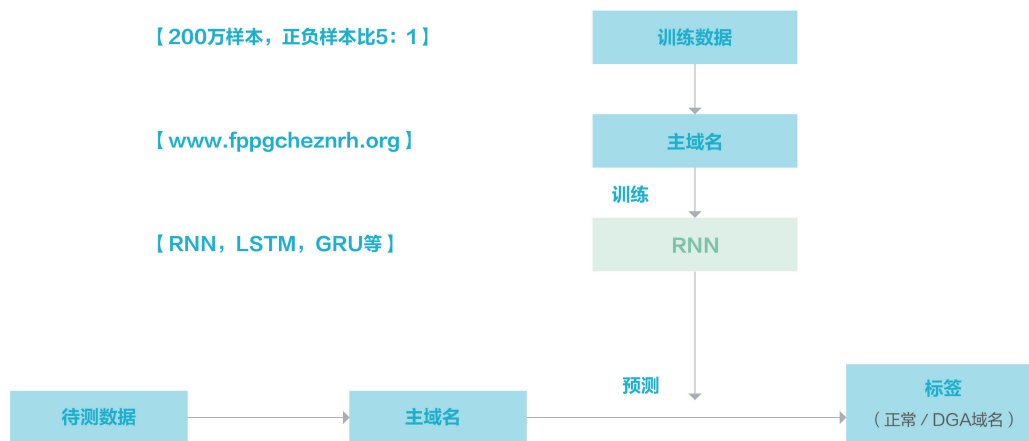 【 200万样本，正负样本比5：1 】
训练数据
【 www.fppgcheznrh.org 】
主域名
训练
【 RNN，LSTM，GRU等 】
RNN
预测
待测数据
主域名
标签
（ 正常 / DGA域名 ）